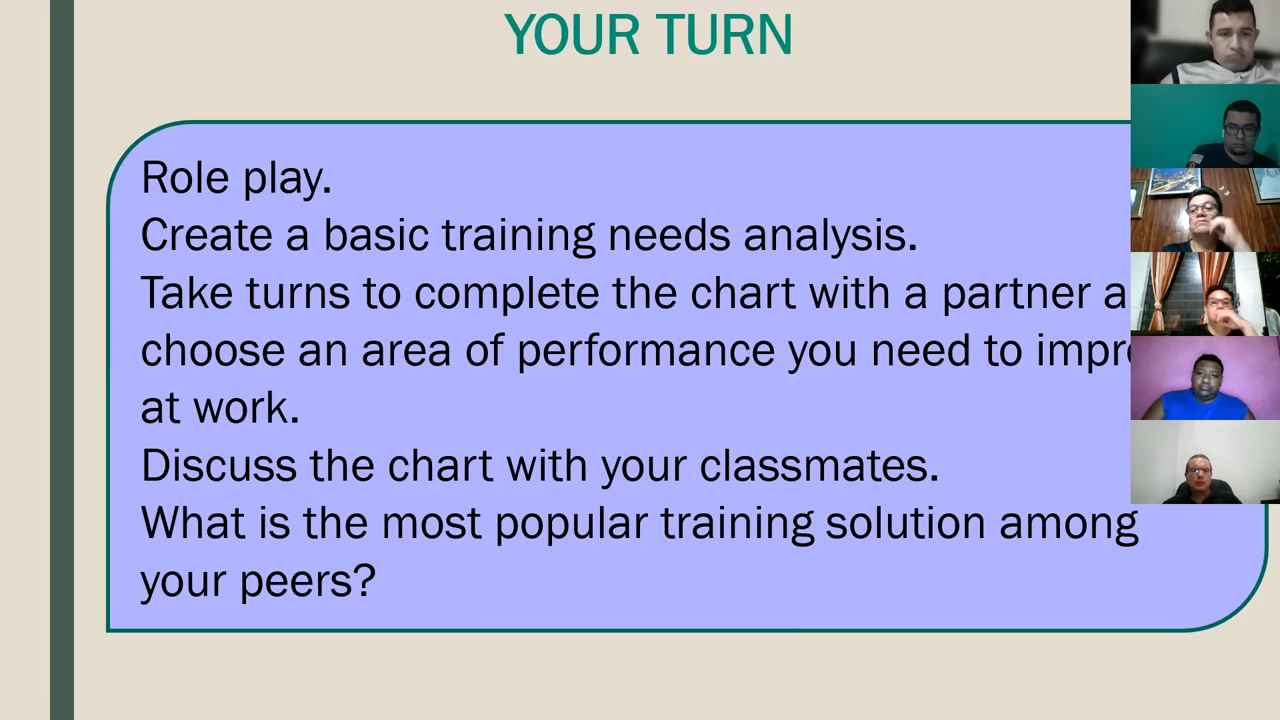 YOUR TURN
Role play.
Create a basic training needs analysis.
Take turns to complete the chart with a partner
choose an area of performance you need to
at work.
Discuss the chart with your classmates.
What is the most popular training solution among
your peers?